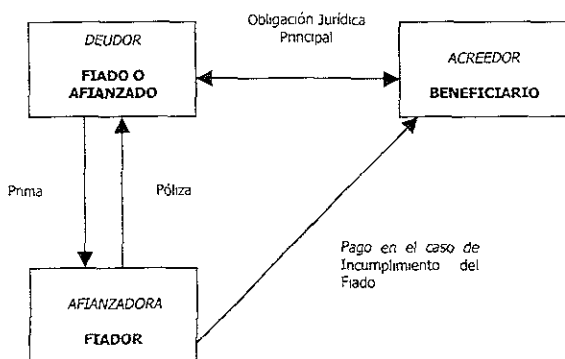 DEUDOR
FIADO O
AFIANZADO
Obligación Jurídica
Principal
ACREEDOR
BENEFICIARIO
Prima
Póliza
Pago en el caso de
Incumplimiento del
Fiado
AFIANZADORA
FIADOR